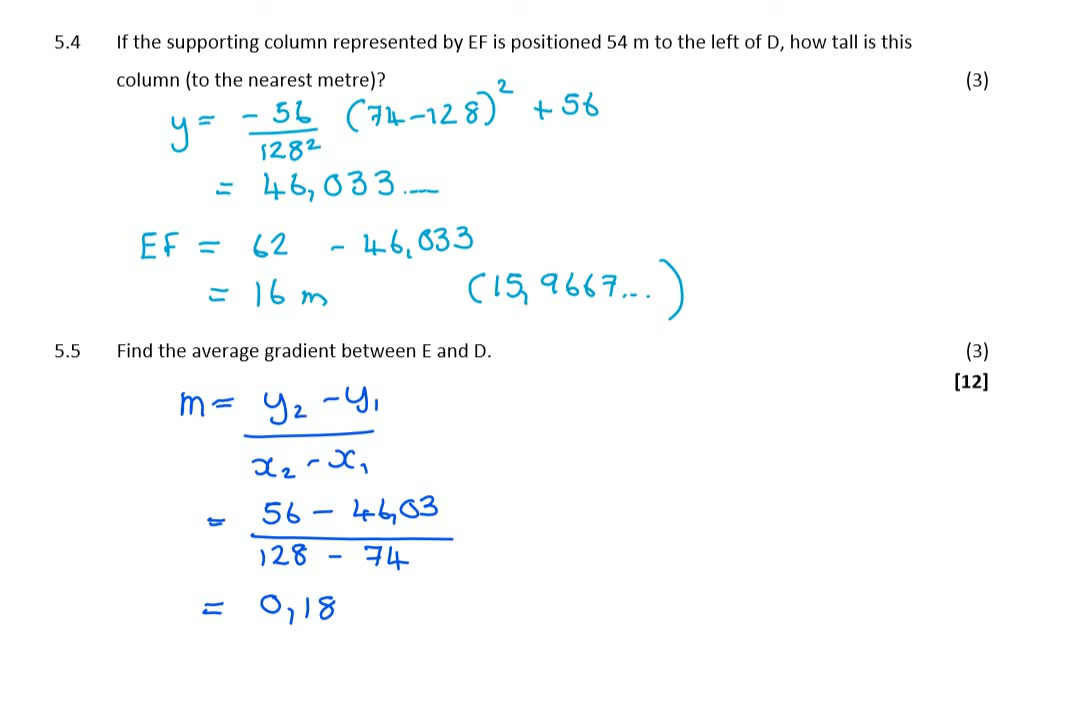 5.4 If the supporting column represented by EF is positioned 54 m to the left of D, how tall is this
column (to the nearest metre)? (3)
y = -56/128² (74-128)² + 56
= 46,033...
EF = 62 - 46,033
= 16 m (15,9667...)
5.5 Find the average gradient between E and D. (3)
[12]
m = y₂ - y₁
x₂ - x₁
= 56 - 46,03
128 - 74
= 0,18